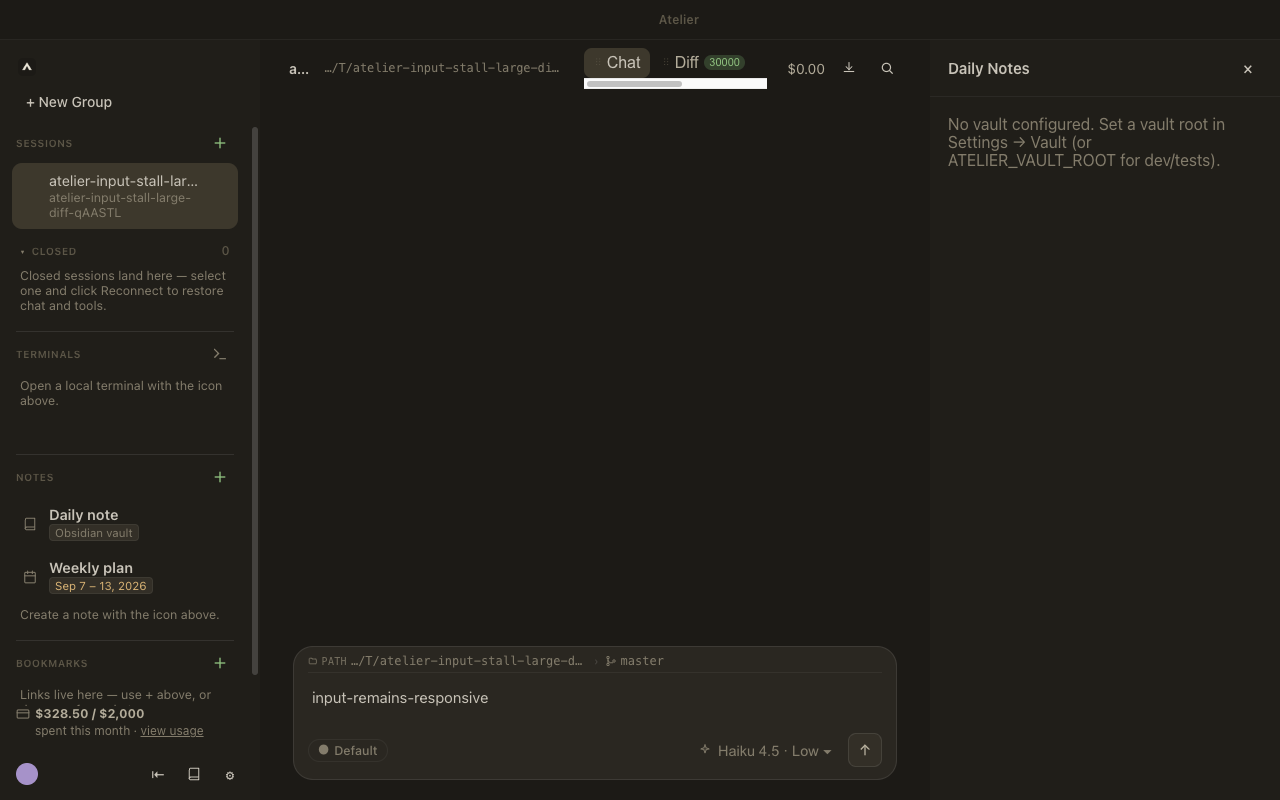 Atelier
+ New Group
SESSIONS
atelier-input-stall-lar...
atelier-input-stall-large-
diff-qAASTL
CLOSED 0
Closed sessions land here — select
one and click Reconnect to restore
chat and tools.
TERMINALS
Open a local terminal with the icon
above.
NOTES
Daily note
Obsidian vault
Weekly plan
Sep 7 – 13, 2026
Create a note with the icon above.
BOOKMARKS
Links live here — use + above, or
$328.50 / $2,000
spent this month · view usage
a... …/T/atelier-input-stall-large-di… Chat Diff 30000 $0.00
PATH …/T/atelier-input-stall-large-d… › master
input-remains-responsive
Default Haiku 4.5 · Low
Daily Notes ×
No vault configured. Set a vault root in
Settings → Vault (or
ATELIER_VAULT_ROOT for dev/tests).